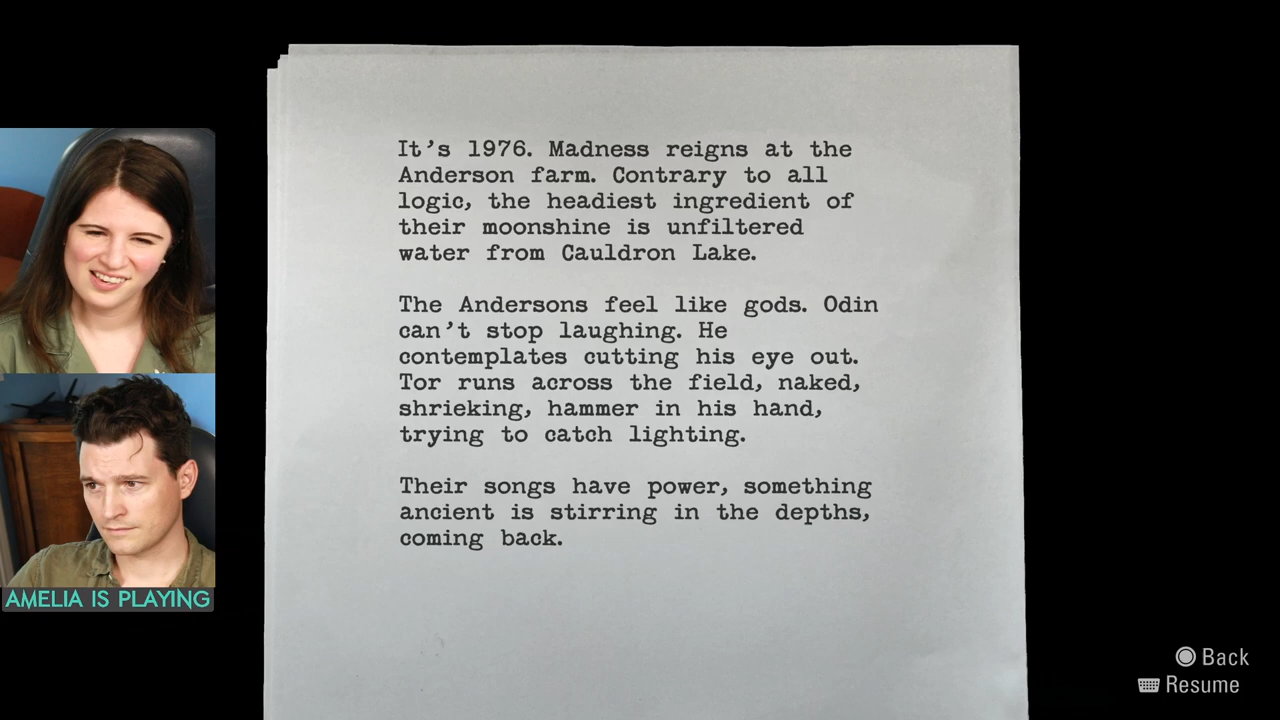 It's 1976. Madness reigns at the
Anderson farm. Contrary to all
logic, the headiest ingredient of
their moonshine is unfiltered
water from Cauldron Lake.
The Andersons feel like gods. Odin
can't stop laughing. He
contemplates cutting his eye out.
Tor runs across the field, naked,
shrieking, hammer in his hand,
trying to catch lighting.
Their songs have power, something
ancient is stirring in the depths,
coming back.
AMELIA IS PLAYING
Back
Resume